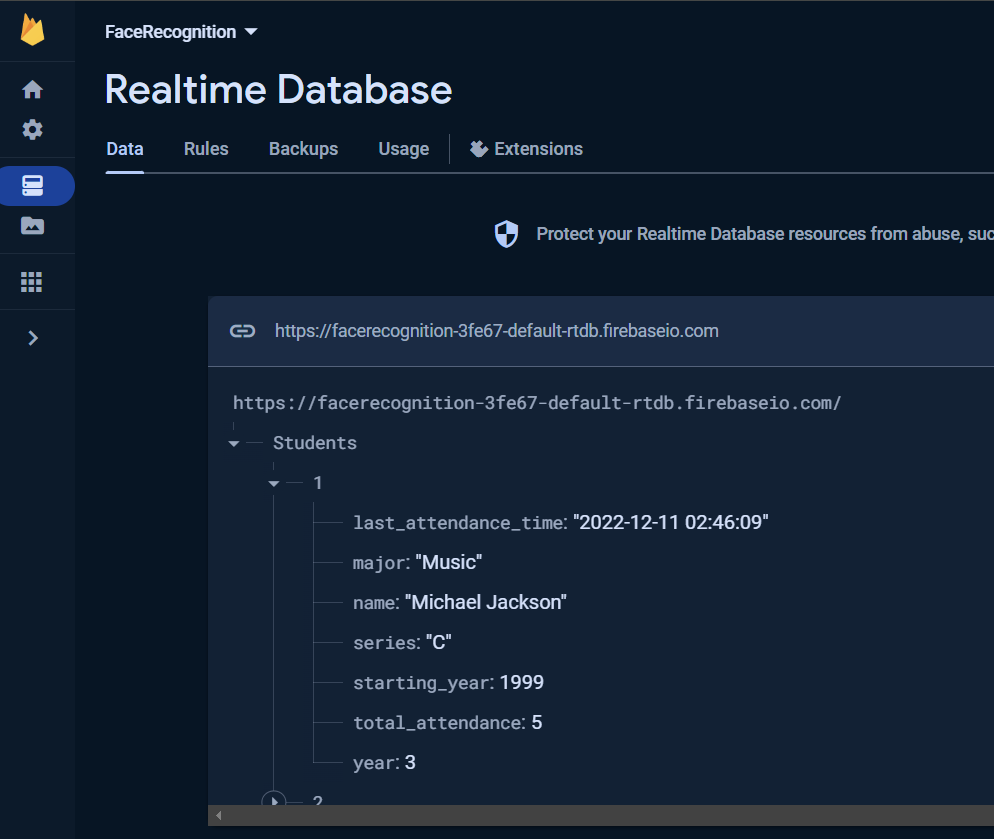 FaceRecognition
Realtime Database
Data Rules Backups Usage Extensions
Protect your Realtime Database resources from abuse, suc
https://facerecognition-3fe67-default-rtdb.firebaseio.com
https://facerecognition-3fe67-default-rtdb.firebaseio.com/
Students
1
last_attendance_time: "2022-12-11 02:46:09"
major: "Music"
name: "Michael Jackson"
series: "C"
starting_year: 1999
total_attendance: 5
year: 3
2